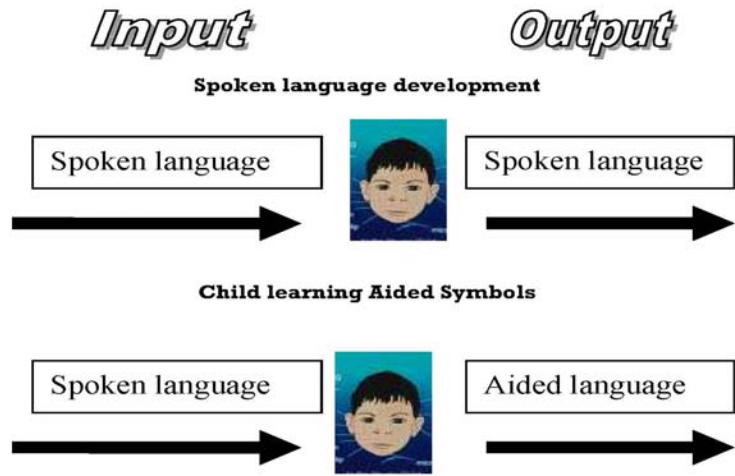 Input Output
Spoken language development
Spoken language Spoken language
Child learning Aided Symbols
Spoken language Aided language